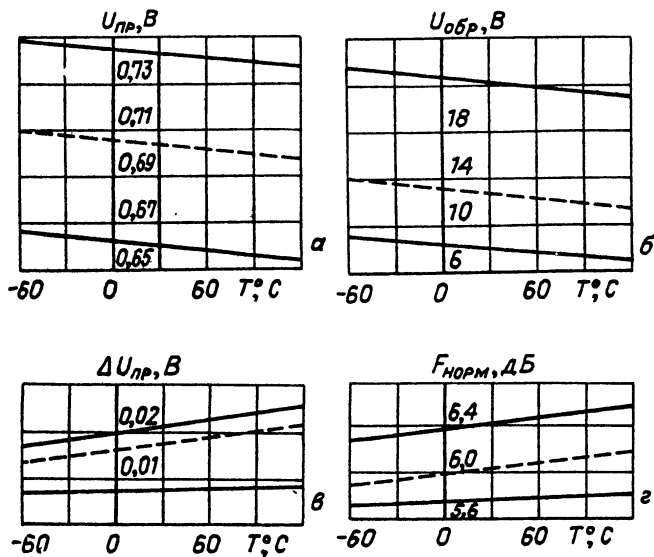 Uпр, В
0,73
0,71
0,69
0,67
0,65
а
-60 0 60 T°, С
Uобр, В
18
14
10
6
б
-60 0 60 T°, С
ΔUпр, В
0,02
0,01
в
-60 0 60 T°, С
Fнорм, дБ
6,4
6,0
5,6
г
-60 0 60 T°, С